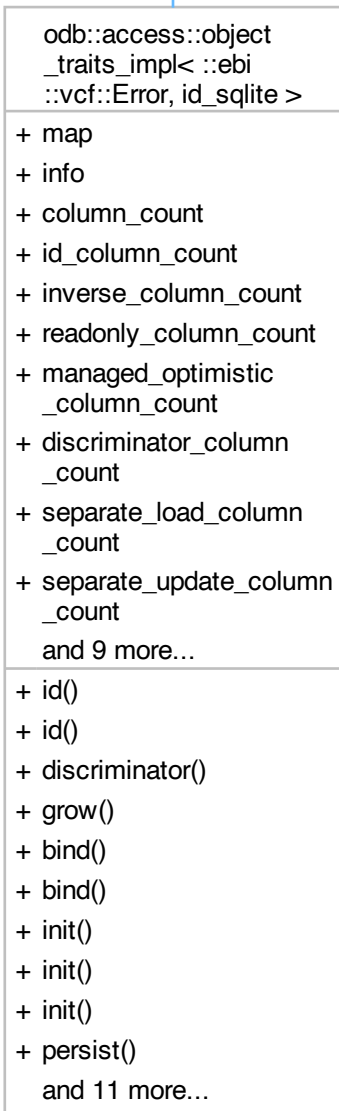 odb::access::object
_traits_impl< ::ebi
::vcf::Error, id_sqlite >
+ map
+ info
+ column_count
+ id_column_count
+ inverse_column_count
+ readonly_column_count
+ managed_optimistic
_column_count
+ discriminator_column
_count
+ separate_load_column
_count
+ separate_update_column
_count
and 9 more...
+ id()
+ id()
+ discriminator()
+ grow()
+ bind()
+ bind()
+ init()
+ init()
+ init()
+ persist()
and 11 more...